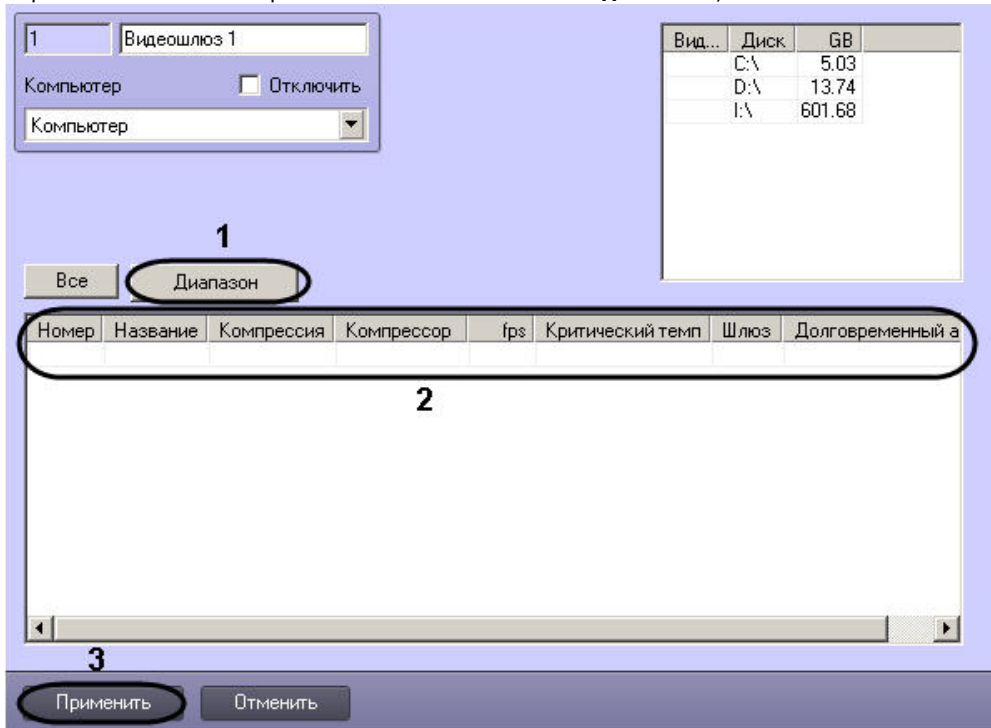 1 Видеошлюз 1
Компьютер Отключить
Компьютер
Вид... Диск GB
C:\ 5.03
D:\ 13.74
I:\ 601.68
1
Все Диапазон
Номер Название Компрессия Компрессор fps Критический темп Шлюз Долговременный а
2
3
Применить Отменить